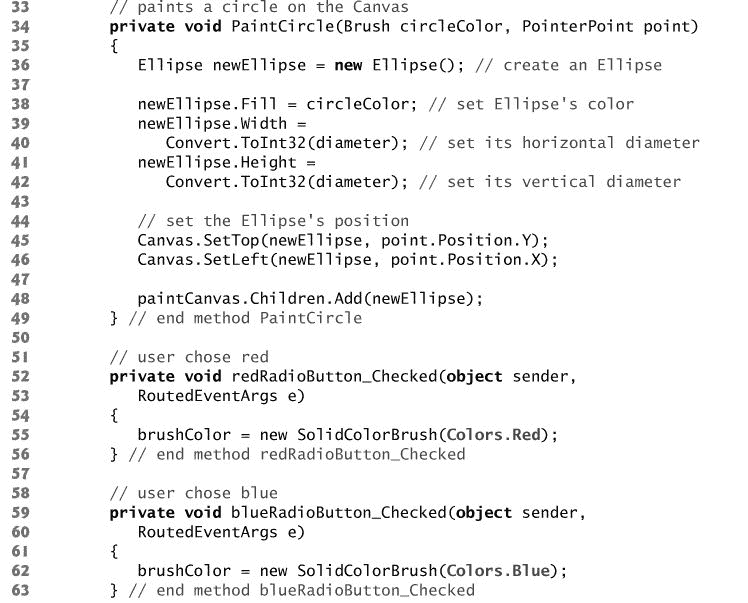 33 // paints a circle on the Canvas
34 private void PaintCircle(Brush circleColor, PointerPoint point)
35 {
36 Ellipse newEllipse = new Ellipse(); // create an Ellipse
37
38 newEllipse.Fill = circleColor; // set Ellipse's color
39 newEllipse.Width =
40 Convert.ToInt32(diameter); // set its horizontal diameter
41 newEllipse.Height =
42 Convert.ToInt32(diameter); // set its vertical diameter
43
44 // set the Ellipse's position
45 Canvas.SetTop(newEllipse, point.Position.Y);
46 Canvas.SetLeft(newEllipse, point.Position.X);
47
48 paintCanvas.Children.Add(newEllipse);
49 } // end method PaintCircle
50
51 // user chose red
52 private void redRadioButton_Checked(object sender,
53 RoutedEventArgs e)
54 {
55 brushColor = new SolidColorBrush(Colors.Red);
56 } // end method redRadioButton_Checked
57
58 // user chose blue
59 private void blueRadioButton_Checked(object sender,
60 RoutedEventArgs e)
61 {
62 brushColor = new SolidColorBrush(Colors.Blue);
63 } // end method blueRadioButton_Checked